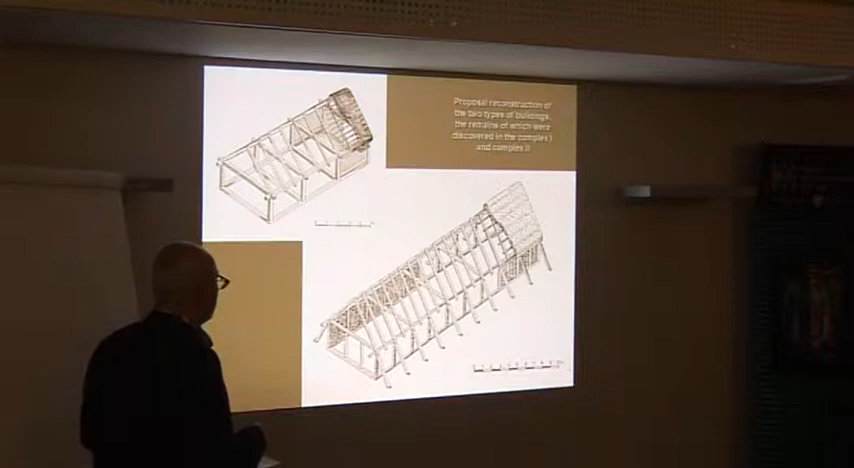 Proposal reconstruction of
the two types of buildings,
the remains of which were
discovered in the complex I
and complex II